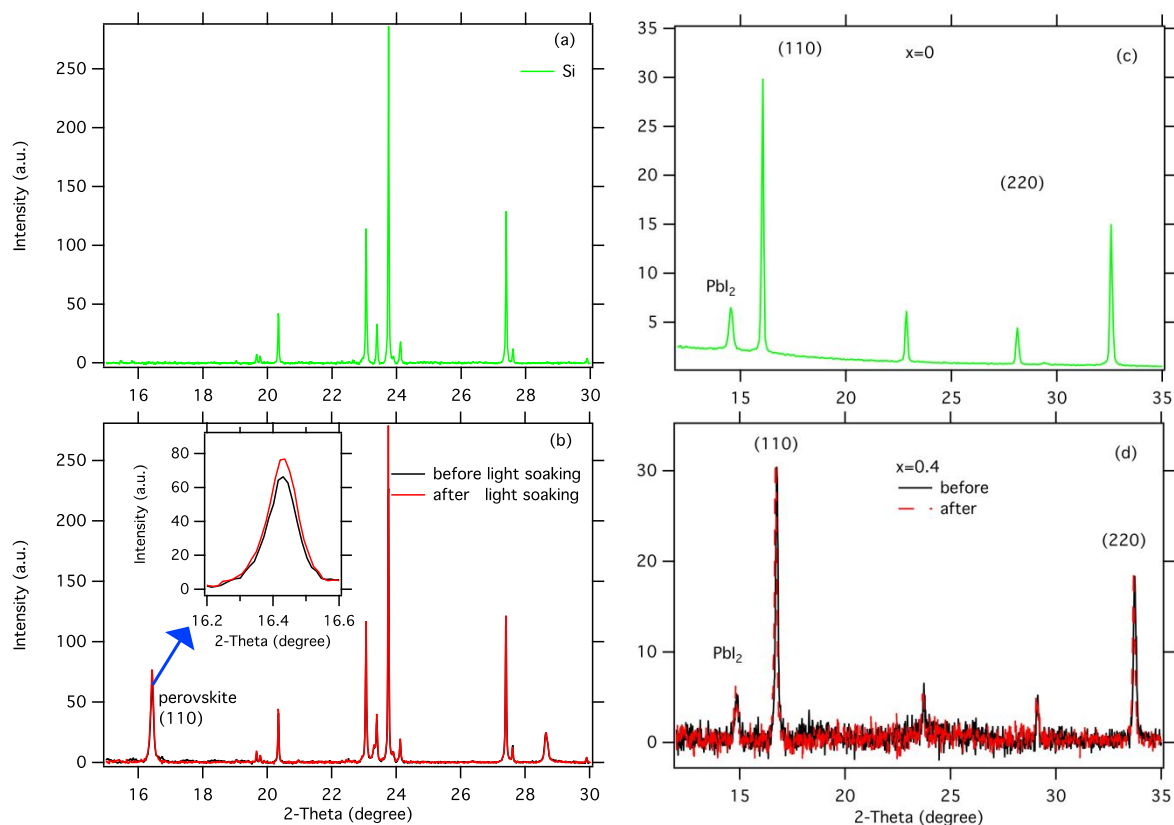 (a)
Si
Intensity (a.u.)
250
200
150
100
50
0
16 18 20 22 24 26 28 30
(b)
before light soaking
after light soaking
Intensity (a.u.)
250
200
150
100
50
0
Intensity (a.u.)
80
60
40
20
0
16.2 16.4 16.6
2-Theta (degree)
perovskite
(110)
16 18 20 22 24 26 28 30
2-Theta (degree)
(c)
x=0
(110)
(220)
PbI₂
35
30
25
20
15
10
5
15 20 25 30 35
(d)
(110)
x=0.4
before
after
(220)
PbI₂
30
20
10
0
15 20 25 30 35
2-Theta (degree)